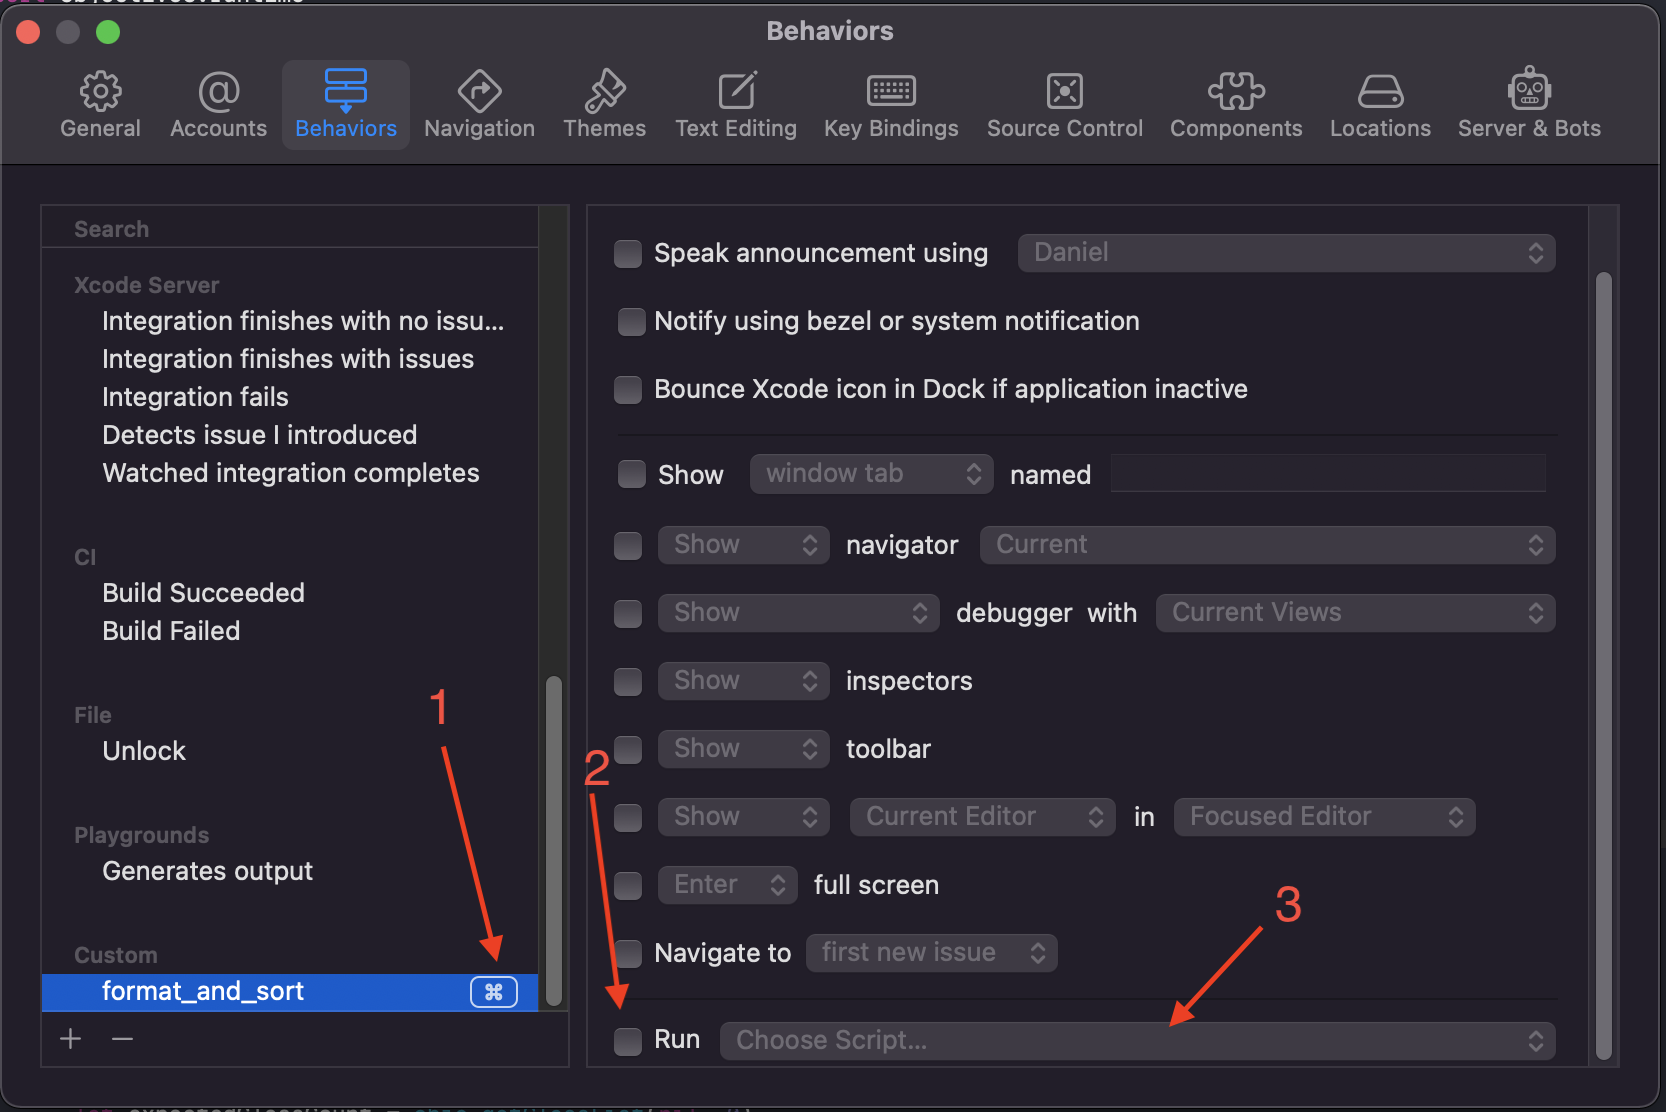 Behaviors
General Accounts Behaviors Navigation Themes Text Editing Key Bindings Source Control Components Locations Server & Bots
Search
Xcode Server
Integration finishes with no issu...
Integration finishes with issues
Integration fails
Detects issue I introduced
Watched integration completes
CI
Build Succeeded
Build Failed
File
Unlock
Playgrounds
Generates output
Custom
format_and_sort ⌘
+ −
1
Speak announcement using Daniel
Notify using bezel or system notification
Bounce Xcode icon in Dock if application inactive
Show window tab named
Show navigator Current
Show debugger with Current Views
Show inspectors
Show toolbar
2
Show Current Editor in Focused Editor
Enter full screen
3
Navigate to first new issue
Run Choose Script...